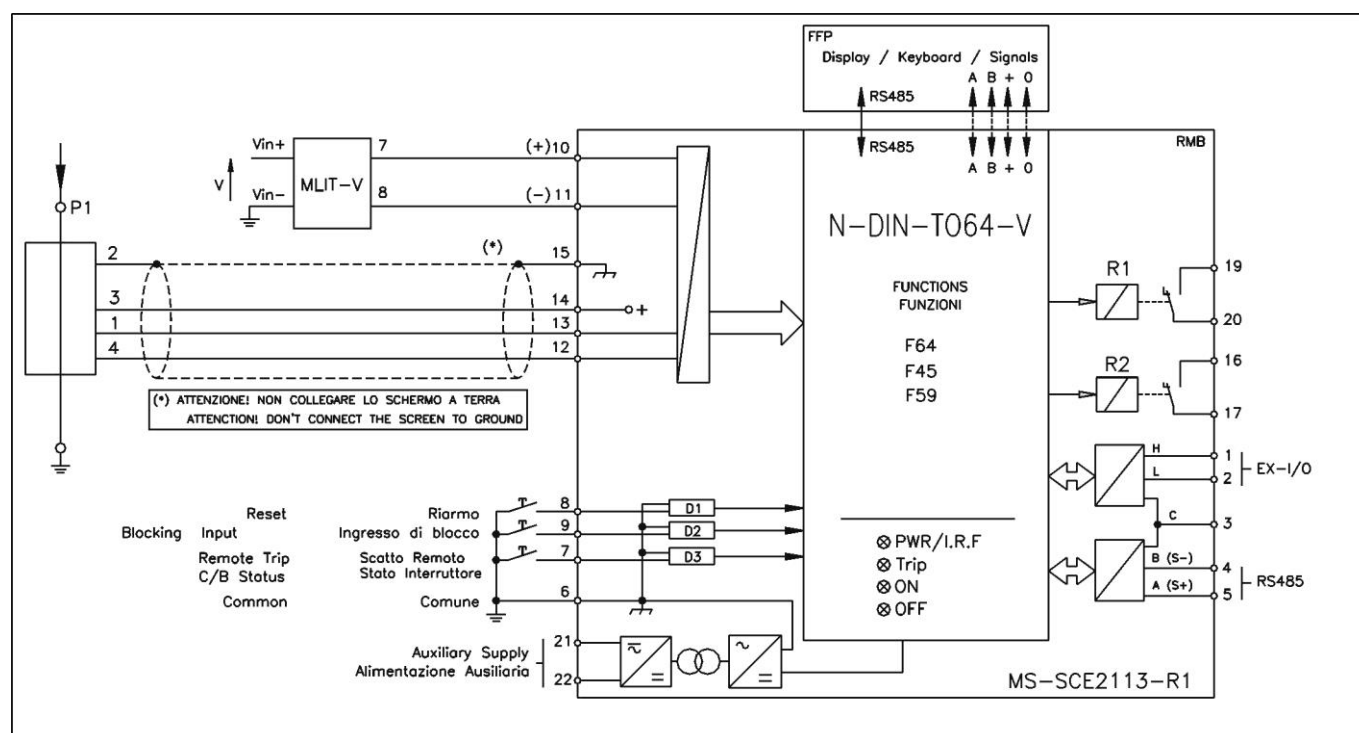 FFP
Display / Keyboard / Signals
A B + 0
RS485
RS485
A B + 0
RMB
Vin+
7
(+)10
V
MLIT-V
Vin-
8
(-)11
P1
N-DIN-TO64-V
2
(*)
15
3
14
+
1
13
4
12
FUNCTIONS
FUNZIONI
F64
F45
F59
R1
19
20
R2
16
17
(*) ATTENZIONE! NON COLLEGARE LO SCHERMO A TERRA
ATTENTION! DON'T CONNECT THE SCREEN TO GROUND
H
1
L
2
EX-I/O
C
3
B (S-)
4
A (S+)
5
RS485
Reset
Riarmo
8
D1
Blocking Input
Ingresso di blocco
9
D2
Remote Trip
Scatto Remoto
7
D3
C/B Status
Stato Interruttore
Common
Comune
6
PWR/I.R.F
Trip
ON
OFF
Auxiliary Supply
21
Alimentazione Ausiliaria
22
MS-SCE2113-R1